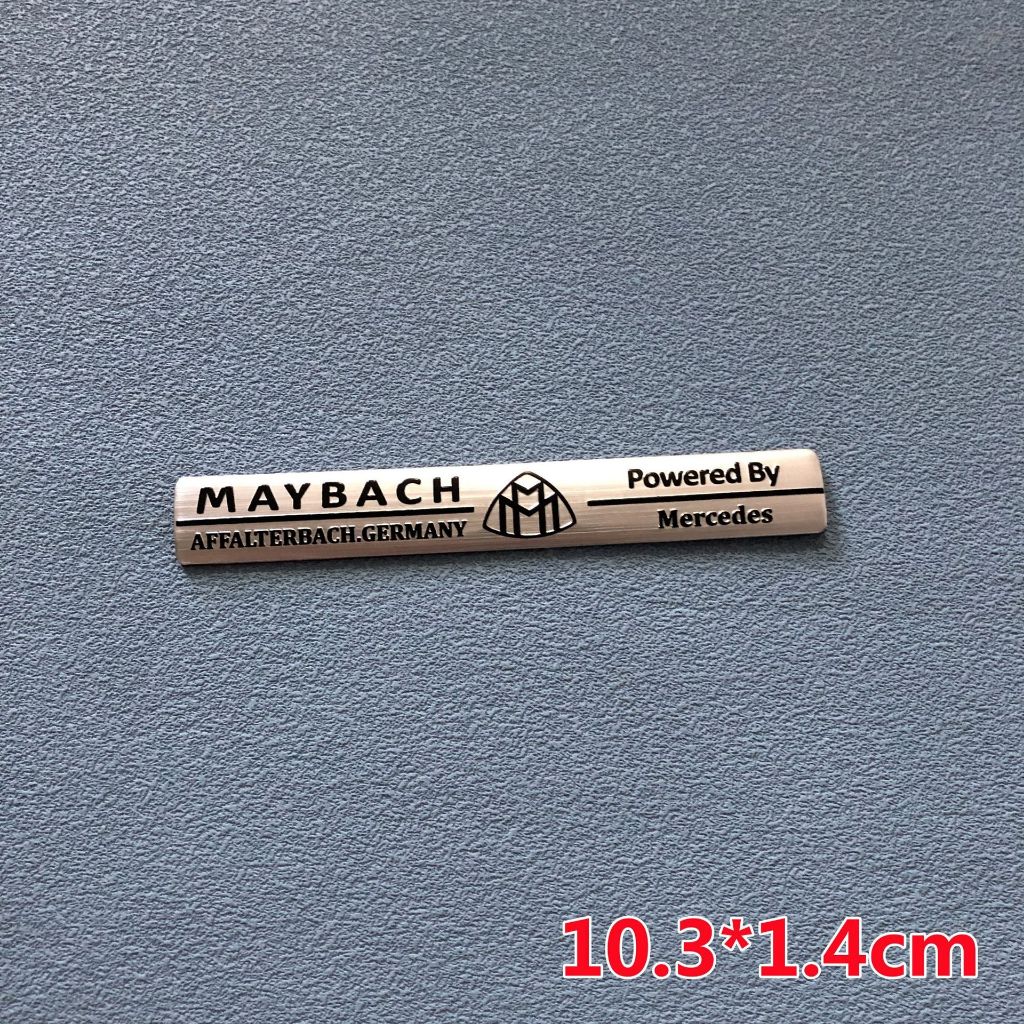 MAYBACH
AFFALTERBACH.GERMANY
Powered By
Mercedes
10.3*1.4cm